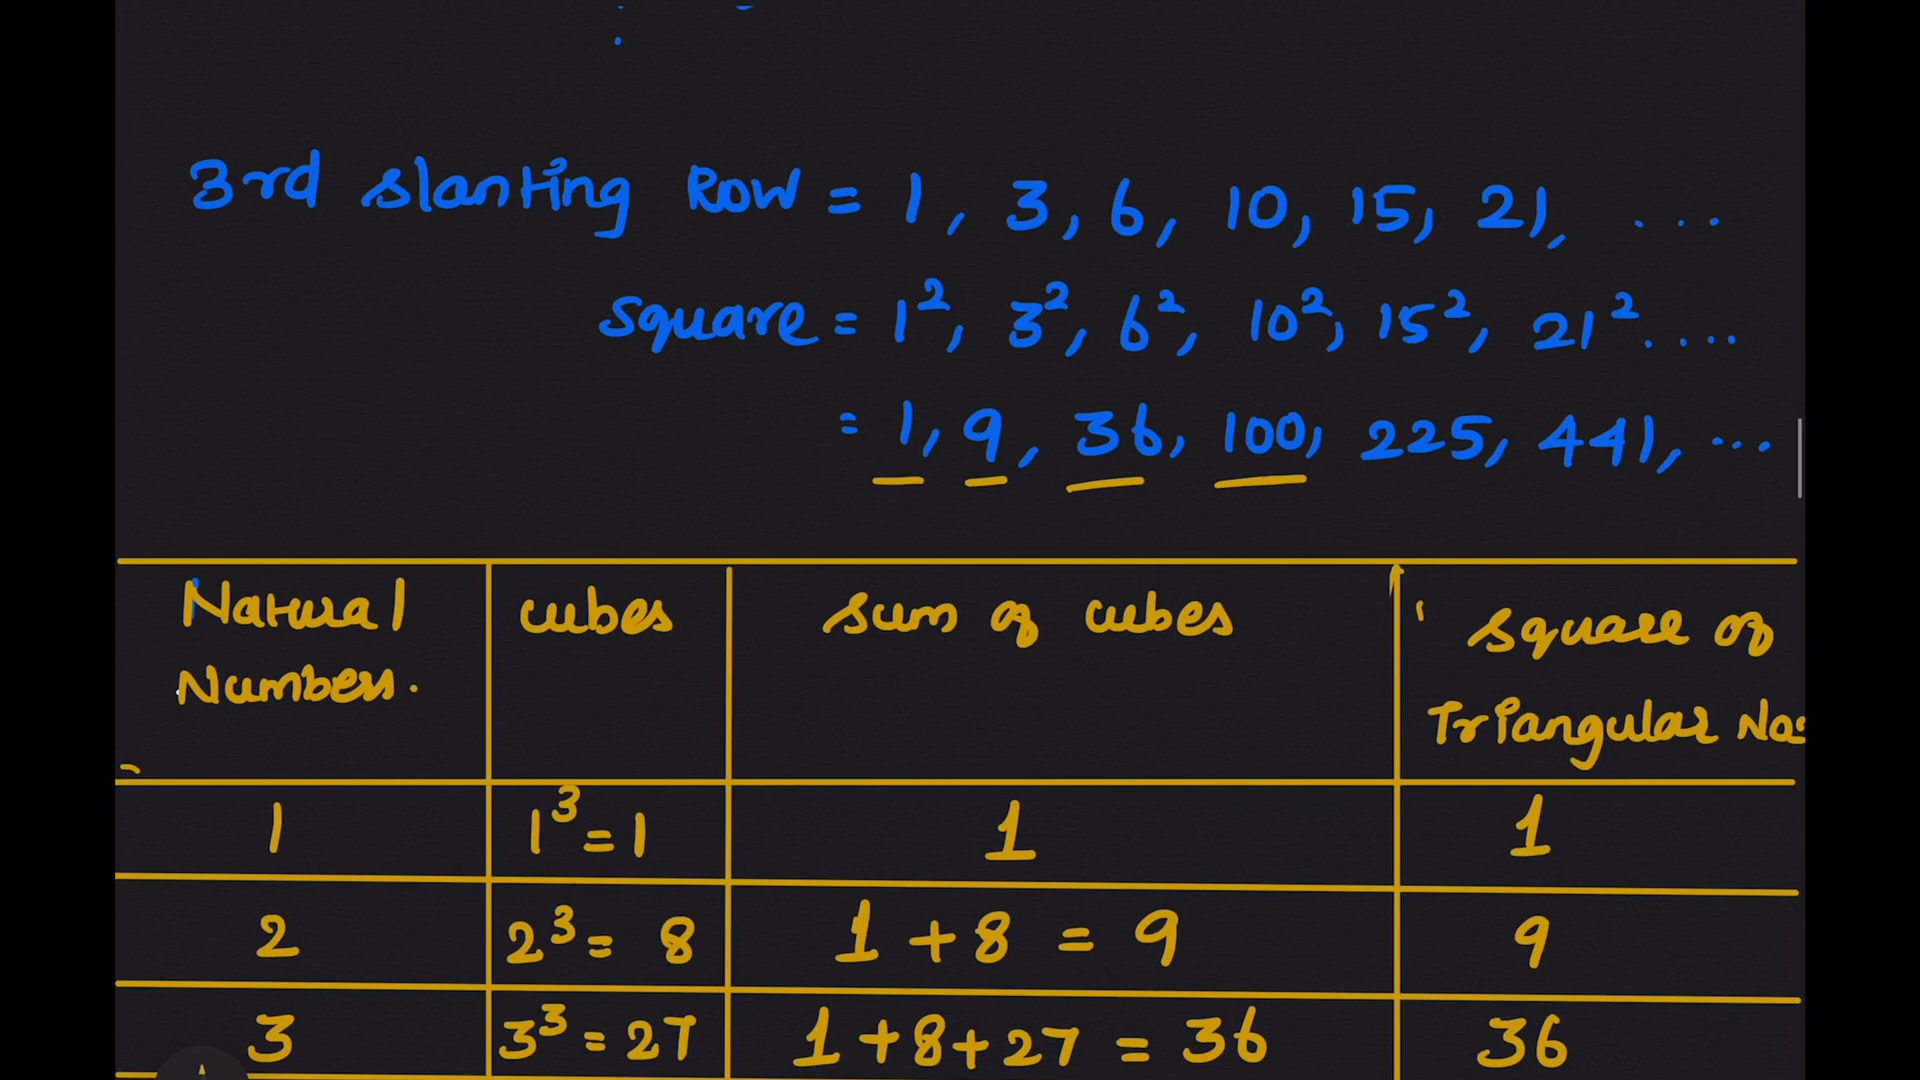 3rd slanting Row = 1, 3, 6, 10, 15, 21, ...
square = 1², 3², 6², 10², 15², 21² ....
= 1, 9, 36, 100, 225, 441, ...
Natural Numbers. cubes sum of cubes square of Triangular Nos
1 1³ = 1 1 1
2 2³ = 8 1 + 8 = 9 9
3 3³ = 27 1 + 8 + 27 = 36 36